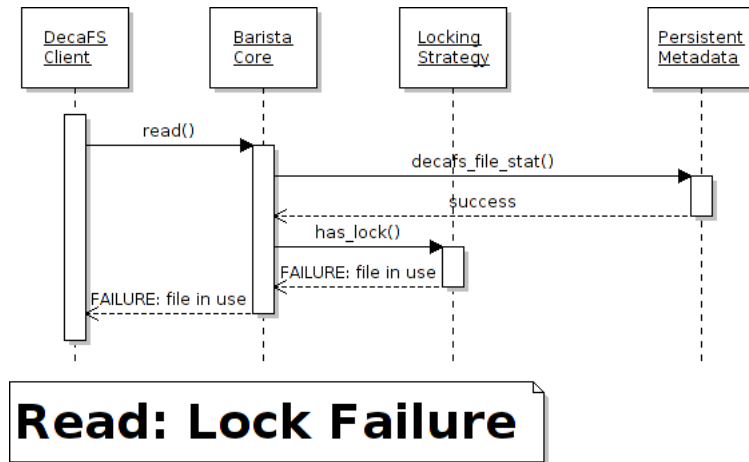 DecaFS
Client
Barista
Core
Locking
Strategy
Persistent
Metadata
read()
decafs_file_stat()
success
has_lock()
FAILURE: file in use
FAILURE: file in use
Read: Lock Failure